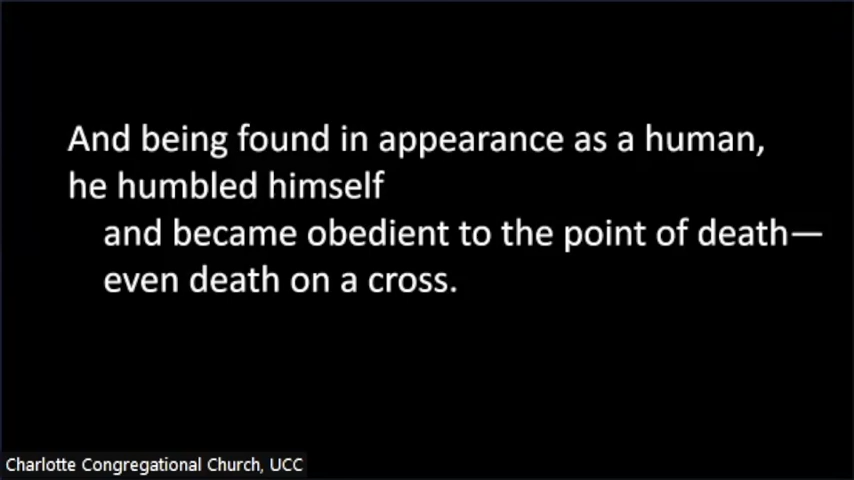 And being found in appearance as a human,
he humbled himself
and became obedient to the point of death—
even death on a cross.
Charlotte Congregational Church, UCC